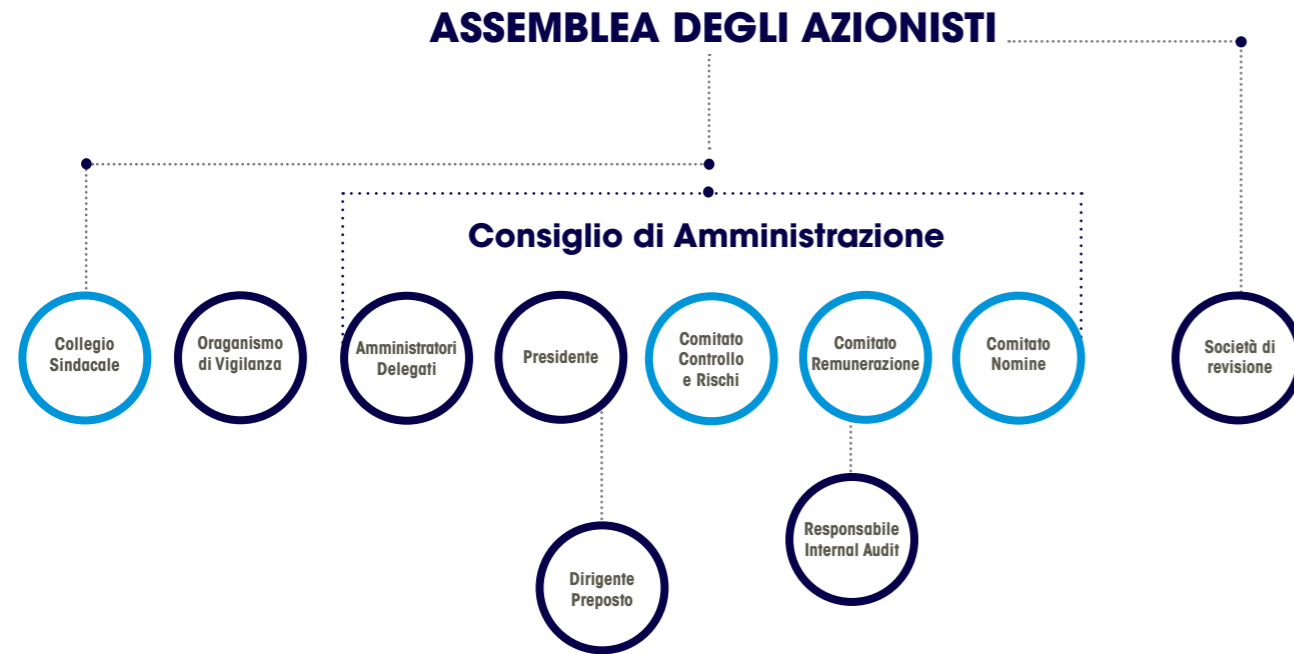 ASSEMBLEA DEGLI AZIONISTI
Consiglio di Amministrazione
Collegio
Sindacale
Oraganismo
di Vigilanza
Amministratori
Delegati
Presidente
Comitato
Controllo
e Rischi
Comitato
Remunerazione
Comitato
Nomine
Società di
revisione
Responsabile
Internal Audit
Dirigente
Preposto